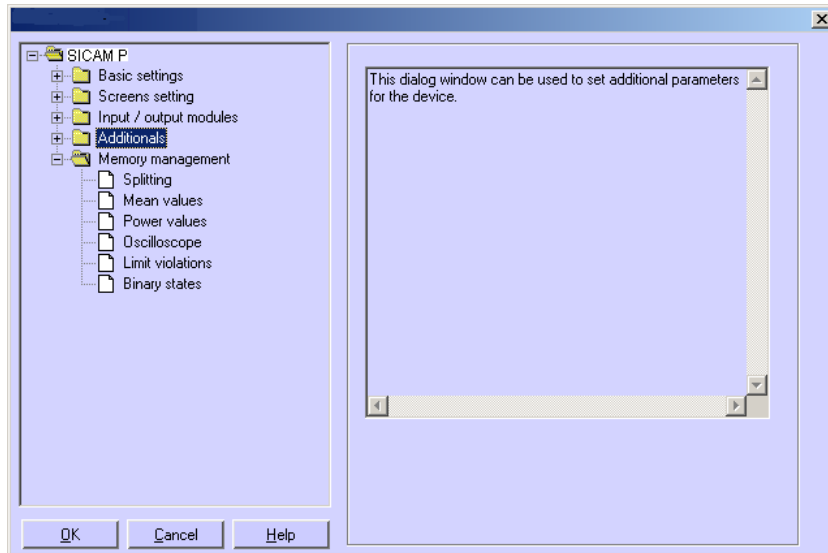 SICAM P
Basic settings
Screens setting
Input / output modules
Additionals
Memory management
Splitting
Mean values
Power values
Oscilloscope
Limit violations
Binary states
This dialog window can be used to set additional parameters
for the device.
OK
Cancel
Help